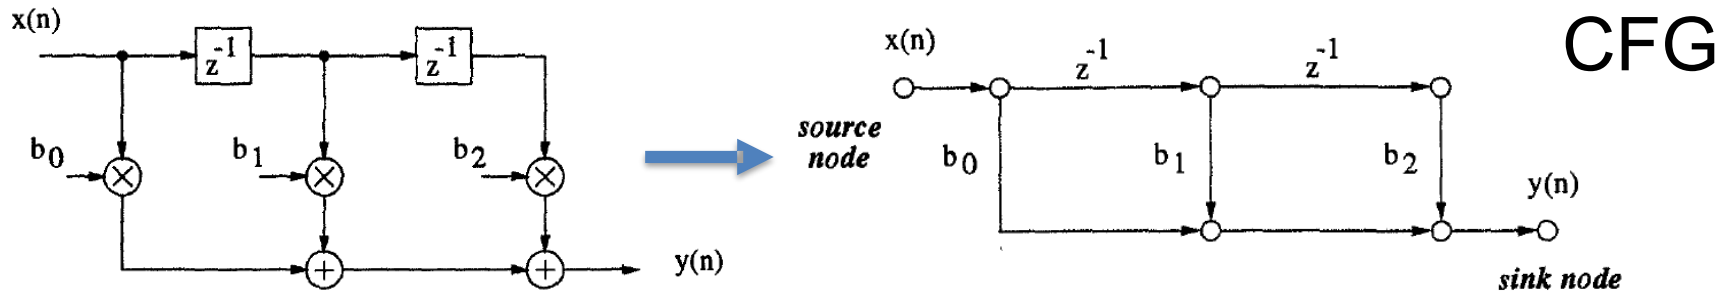 x(n)
z⁻¹
z⁻¹
b₀
b₁
b₂
y(n)
CFG
x(n)
z⁻¹
z⁻¹
source
node
b₀
b₁
b₂
y(n)
sink node